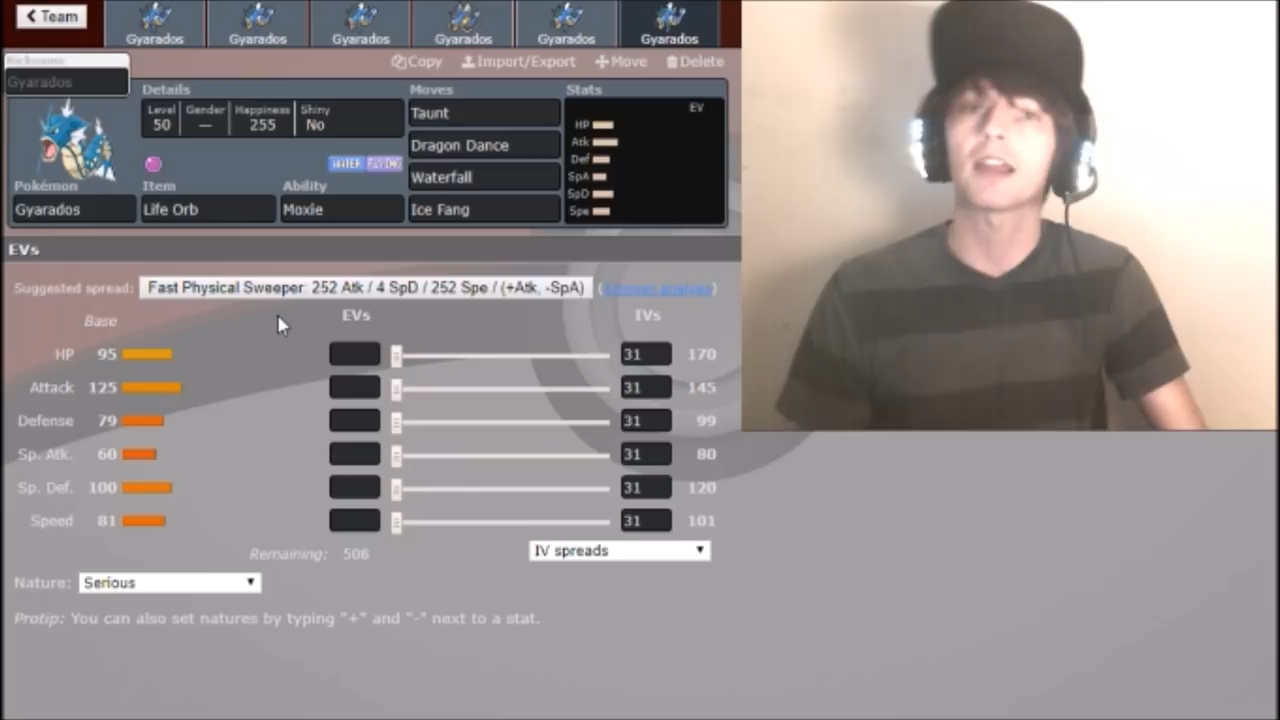 Team
Gyarados Gyarados Gyarados Gyarados Gyarados Gyarados
Copy Import/Export Move Delete
Gyarados
Details Moves Stats
Level Gender Happiness Shiny
50 — 255 No
Taunt
Dragon Dance
Waterfall
Ice Fang
EV
HP
Atk
Def
SpA
SpD
Spe
WATER FLYING
Pokémon Item Ability
Gyarados Life Orb Moxie
EVs
Suggested spread: Fast Physical Sweeper: 252 Atk / 4 SpD / 252 Spe / (+Atk, -SpA)
Base EVs IVs
HP 95 31 170
Attack 125 31 145
Defense 79 31 99
Sp. Atk. 60 31 80
Sp. Def. 100 31 120
Speed 81 31 101
Remaining: 508
IV spreads
Nature: Serious
Protip: You can also set natures by typing "+" and "-" next to a stat.